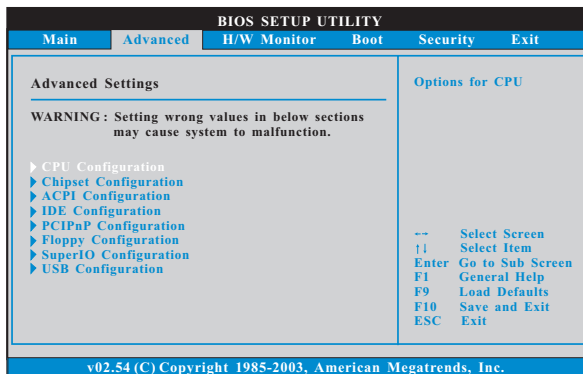 BIOS SETUP UTILITY
Main Advanced H/W Monitor Boot Security Exit
Advanced Settings
WARNING : Setting wrong values in below sections
may cause system to malfunction.
CPU Configuration
Chipset Configuration
ACPI Configuration
IDE Configuration
PCIPnP Configuration
Floppy Configuration
SuperIO Configuration
USB Configuration
Options for CPU
←→ Select Screen
↑↓ Select Item
Enter Go to Sub Screen
F1 General Help
F9 Load Defaults
F10 Save and Exit
ESC Exit
v02.54 (C) Copyright 1985-2003, American Megatrends, Inc.